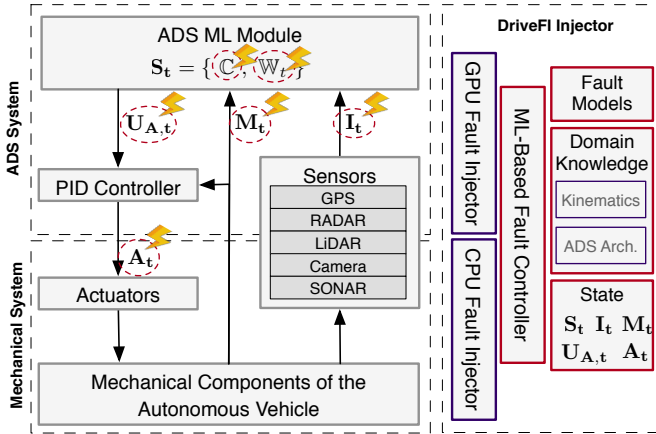 ADS System
ADS ML Module
S_t = { ℂ , 𝕎_t }
U_A,t
M_t
I_t
PID Controller
Sensors
GPS
RADAR
LiDAR
Camera
SONAR
A_t
Mechanical System
Actuators
Mechanical Components of the
Autonomous Vehicle
DriveFI Injector
GPU Fault Injector
CPU Fault Injector
ML-Based Fault Controller
Fault
Models
Domain
Knowledge
Kinematics
ADS Arch.
State
S_t I_t M_t
U_A,t A_t